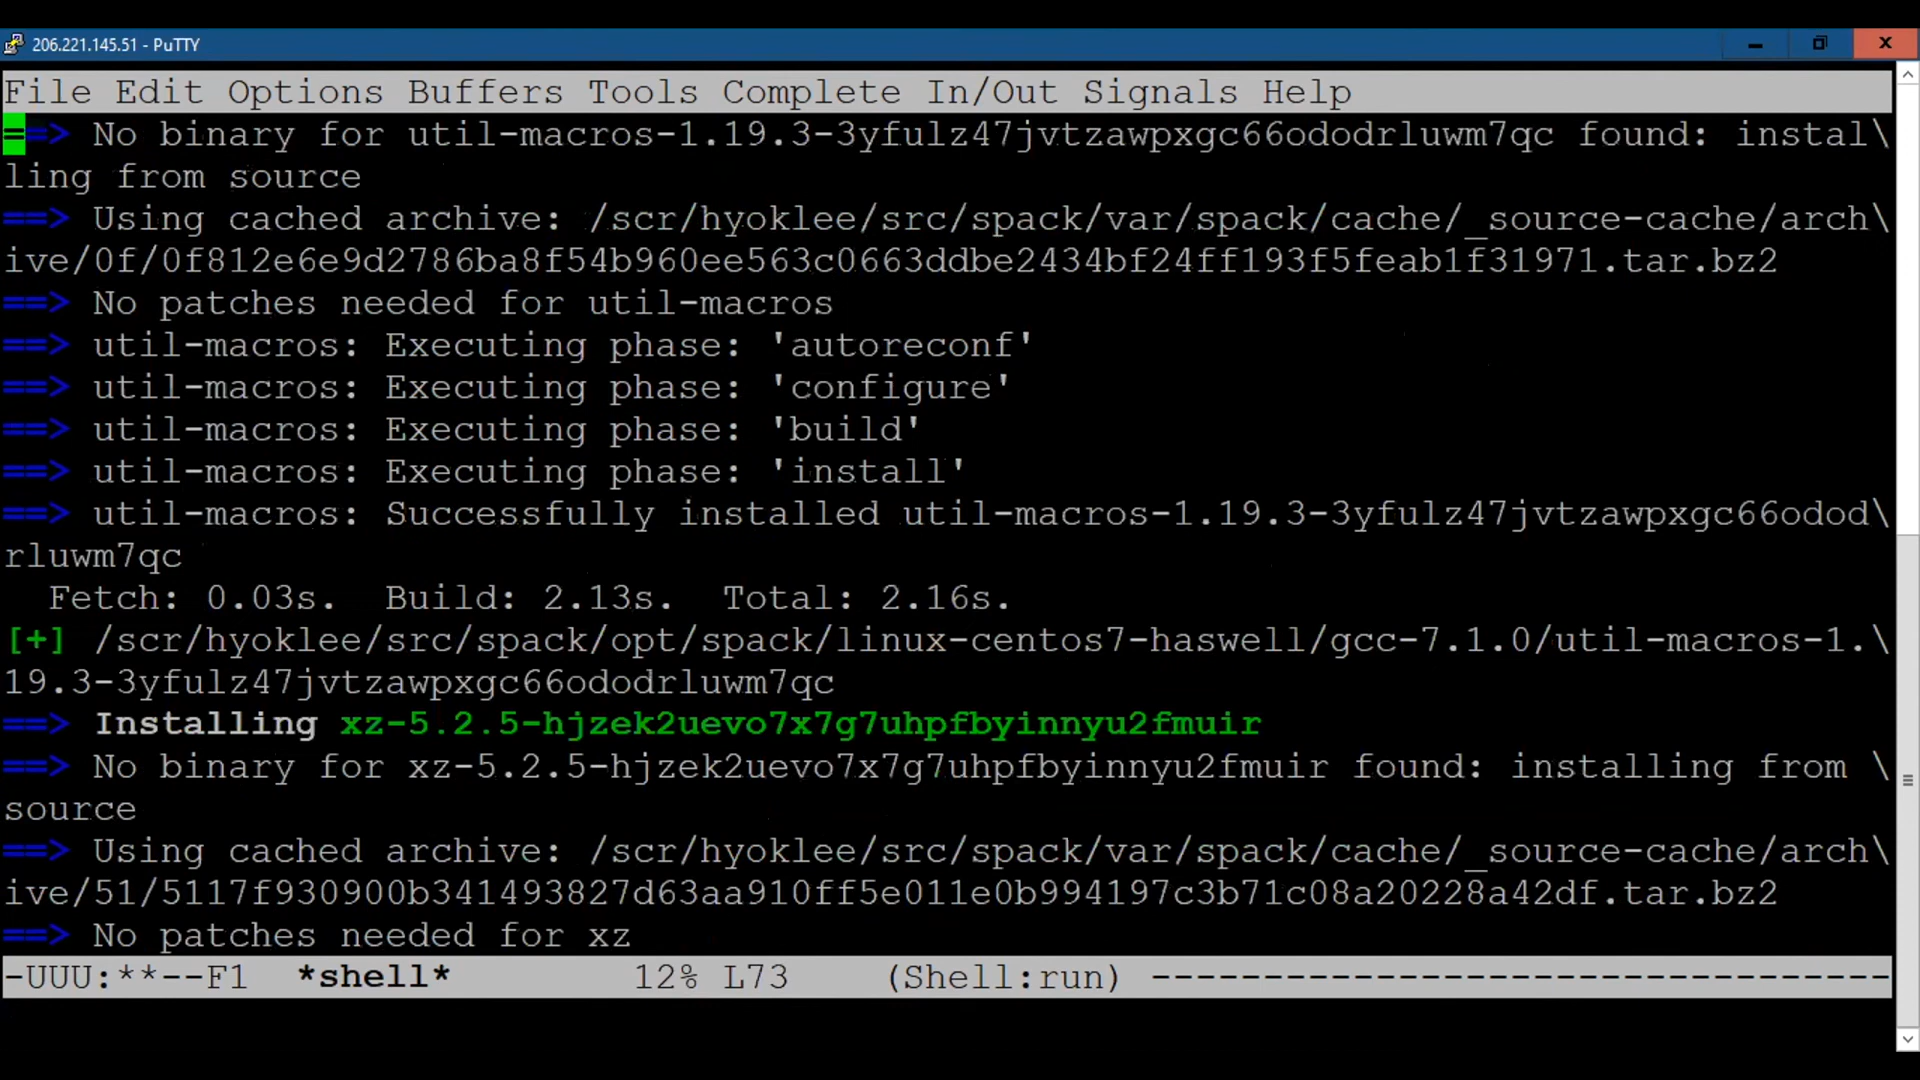 206.221.145.51 - PuTTY
File Edit Options Buffers Tools Complete In/Out Signals Help
==> No binary for util-macros-1.19.3-3yfulz47jvtzawpxgc66ododrluwm7qc found: instal\
ling from source
==> Using cached archive: /scr/hyoklee/src/spack/var/spack/cache/_source-cache/arch\
ive/0f/0f812e6e9d2786ba8f54b960ee563c0663ddbe2434bf24ff193f5feab1f31971.tar.bz2
==> No patches needed for util-macros
==> util-macros: Executing phase: 'autoreconf'
==> util-macros: Executing phase: 'configure'
==> util-macros: Executing phase: 'build'
==> util-macros: Executing phase: 'install'
==> util-macros: Successfully installed util-macros-1.19.3-3yfulz47jvtzawpxgc66odod\
rluwm7qc
  Fetch: 0.03s.  Build: 2.13s.  Total: 2.16s.
[+] /scr/hyoklee/src/spack/opt/spack/linux-centos7-haswell/gcc-7.1.0/util-macros-1.\
19.3-3yfulz47jvtzawpxgc66ododrluwm7qc
==> Installing xz-5.2.5-hjzek2uevo7x7g7uhpfbyinnyu2fmuir
==> No binary for xz-5.2.5-hjzek2uevo7x7g7uhpfbyinnyu2fmuir found: installing from \
source
==> Using cached archive: /scr/hyoklee/src/spack/var/spack/cache/_source-cache/arch\
ive/51/5117f930900b341493827d63aa910ff5e011e0b994197c3b71c08a20228a42df.tar.bz2
==> No patches needed for xz
-UUU:**--F1  *shell*        12% L73    (Shell:run) ---------------------------------